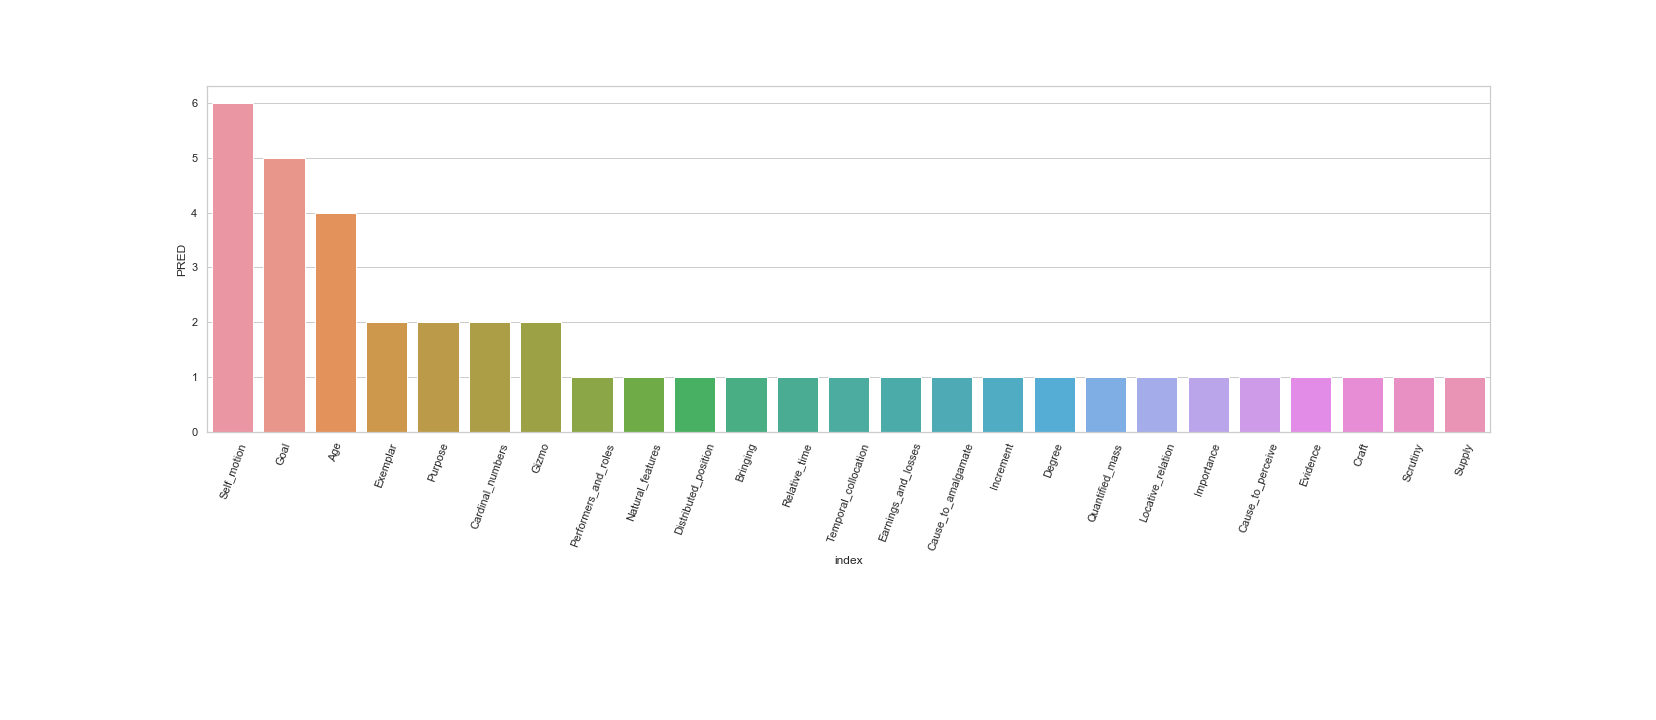 6
5
4
3
2
1
0
PRED
Self_motion
Goal
Age
Exemplar
Purpose
Cardinal_numbers
Gizmo
Performers_and_roles
Natural_features
Distributed_position
Bringing
Relative_time
Temporal_collocation
Earnings_and_losses
Cause_to_amalgamate
Increment
Degree
Quantified_mass
Locative_relation
Importance
Cause_to_perceive
Evidence
Craft
Scrutiny
Supply
index